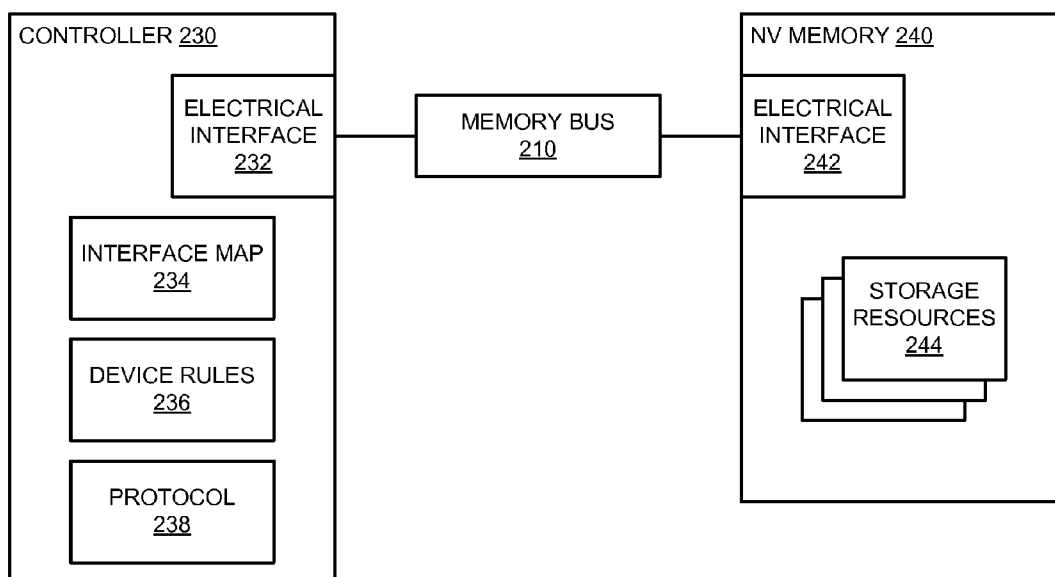 CONTROLLER 230
ELECTRICAL
INTERFACE
232
INTERFACE MAP
234
DEVICE RULES
236
PROTOCOL
238
MEMORY BUS
210
NV MEMORY 240
ELECTRICAL
INTERFACE
242
STORAGE
RESOURCES
244